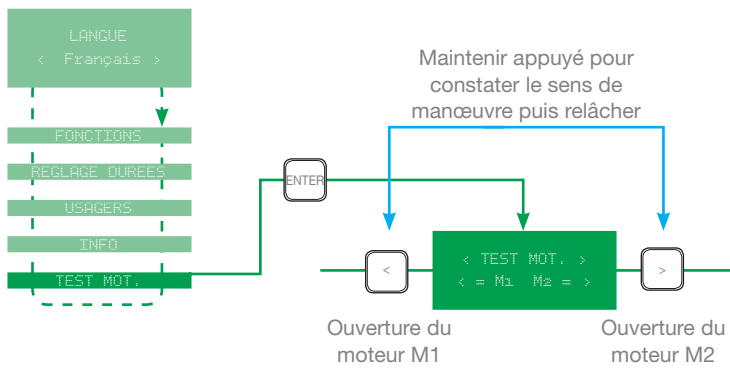 LANGUE
< Français >
FONCTIONS
REGLAGE DUREES
USAGERS
INFO
TEST MOT.
ENTER
Maintenir appuyé pour
constater le sens de
manœuvre puis relâcher
<
< TEST MOT. >
< = M1 M2 = >
>
Ouverture du
moteur M1
Ouverture du
moteur M2